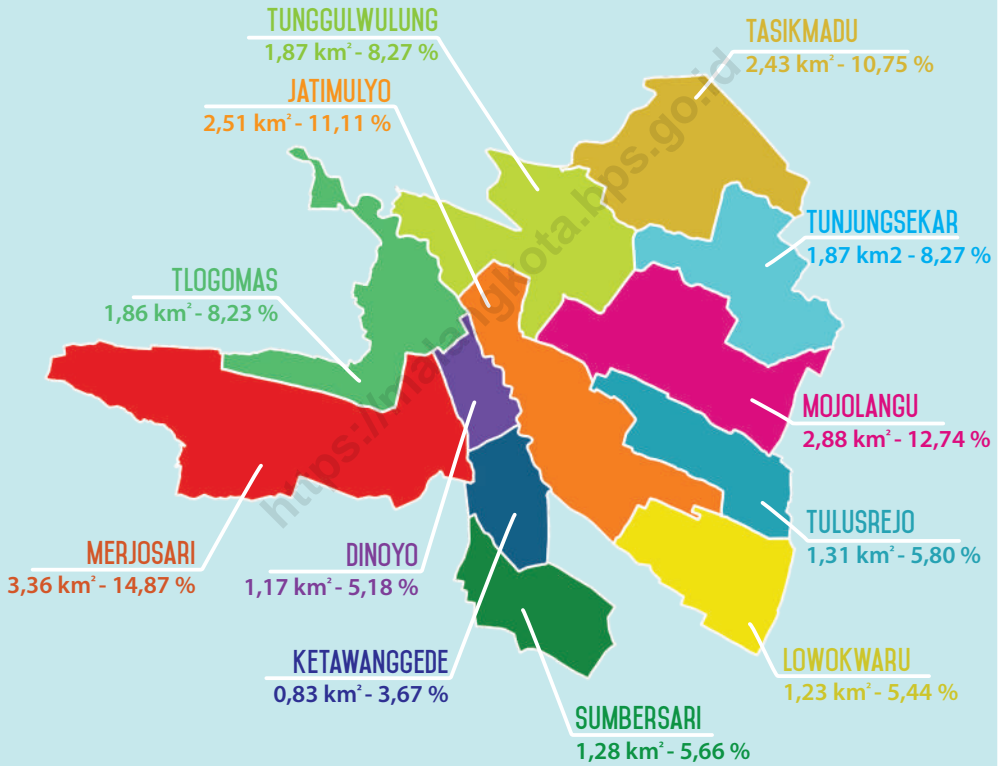 TUNGGULWULUNG
1,87 km² - 8,27 %
TASIKMADU
2,43 km² - 10,75 %
JATIMULYO
2,51 km² - 11,11 %
TUNJUNGSEKAR
1,87 km2 - 8,27 %
TLOGOMAS
1,86 km² - 8,23 %
MOJOLANGU
2,88 km² - 12,74 %
TULUSREJO
1,31 km² - 5,80 %
MERJOSARI
3,36 km² - 14,87 %
DINOYO
1,17 km² - 5,18 %
KETAWANGGEDE
0,83 km² - 3,67 %
LOWOKWARU
1,23 km² - 5,44 %
SUMBERSARI
1,28 km² - 5,66 %
https://malangkota.bps.go.id